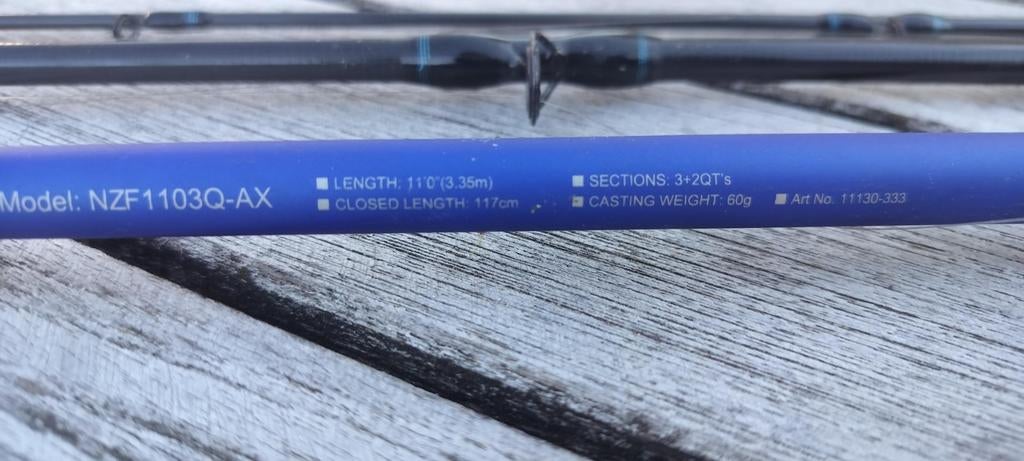 Model: NZF1103Q-AX
LENGTH: 11'0"(3.35m)
CLOSED LENGTH: 117cm
SECTIONS: 3+2QT's
CASTING WEIGHT: 60g
Art No. 11130-333